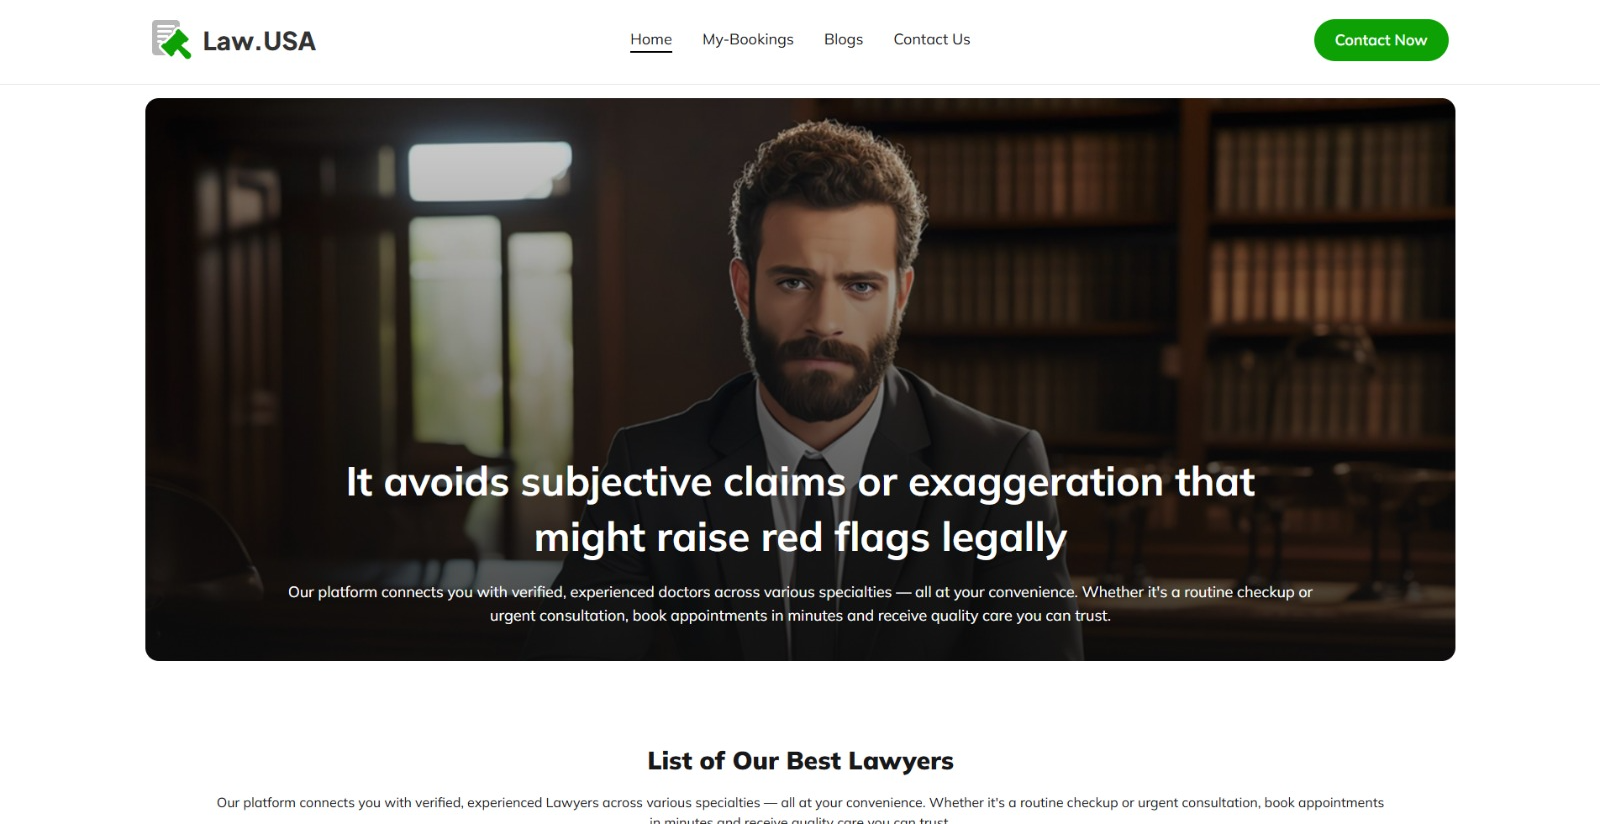 Law.USA
Home
My-Bookings
Blogs
Contact Us
Contact Now
It avoids subjective claims or exaggeration that
might raise red flags legally
Our platform connects you with verified, experienced doctors across various specialties — all at your convenience. Whether it's a routine checkup or
urgent consultation, book appointments in minutes and receive quality care you can trust.
List of Our Best Lawyers
Our platform connects you with verified, experienced Lawyers across various specialties — all at your convenience. Whether it's a routine checkup or urgent consultation, book appointments
in minutes and receive quality care you can trust.